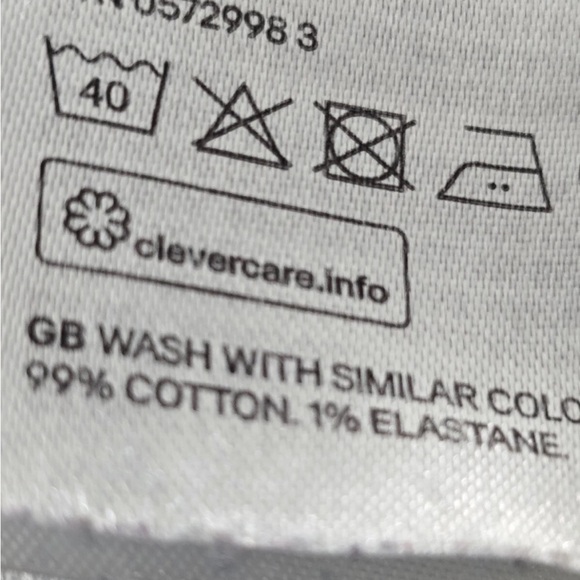 0572998 3
40
clevercare.info
GB WASH WITH SIMILAR COLO
99% COTTON. 1% ELASTANE.